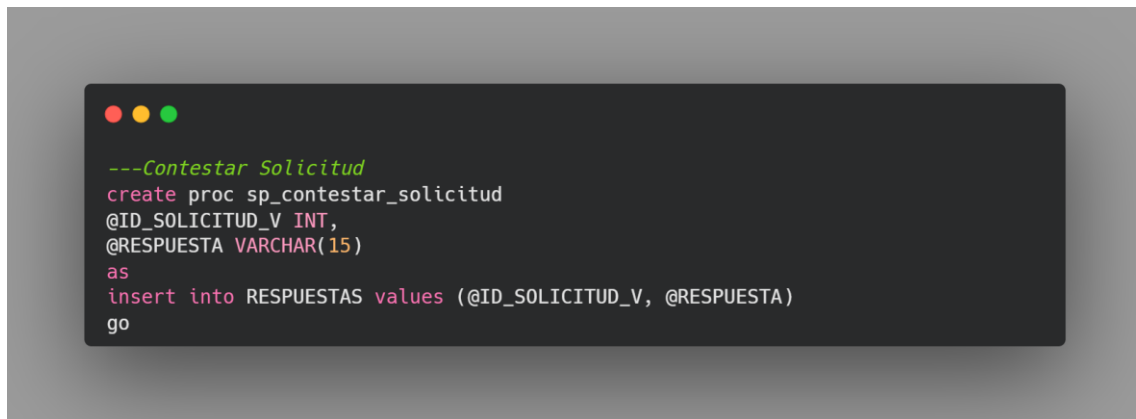 ---Contestar Solicitud
create proc sp_contestar_solicitud
@ID_SOLICITUD_V INT,
@RESPUESTA VARCHAR(15)
as
insert into RESPUESTAS values (@ID_SOLICITUD_V, @RESPUESTA)
go